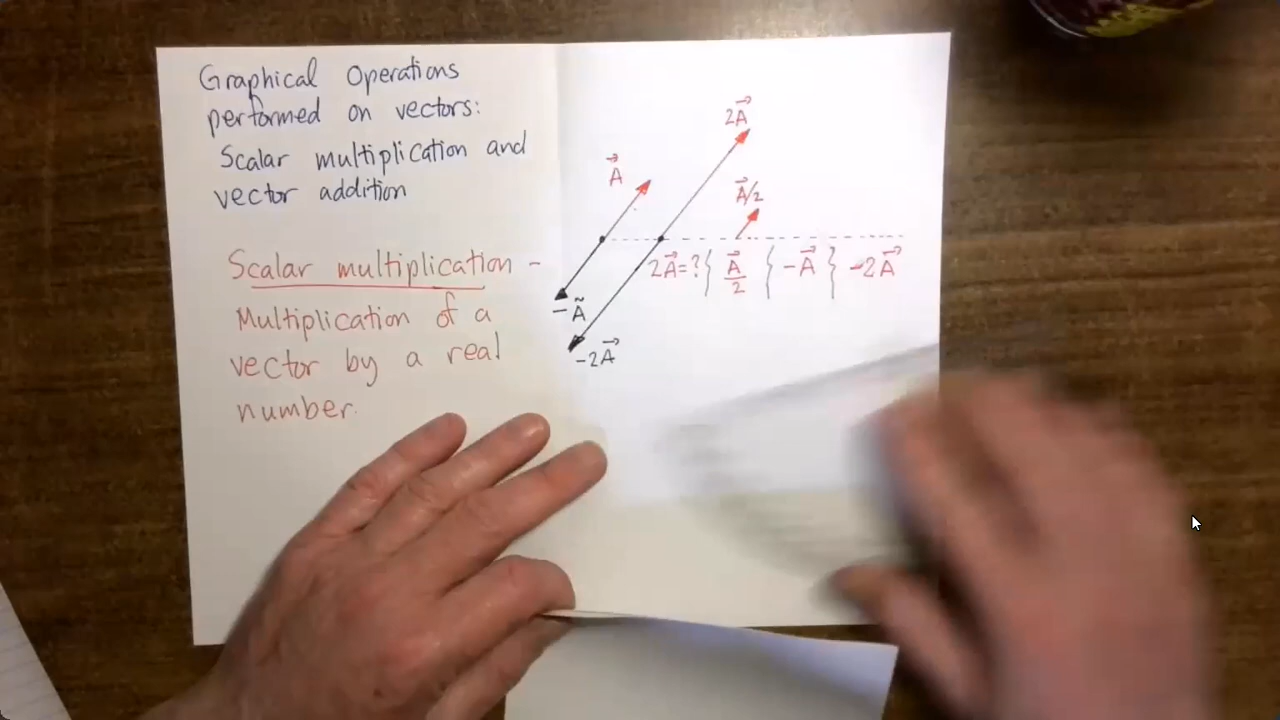 Graphical Operations
performed on vectors:
Scalar multiplication and
vector addition
Scalar multiplication -
Multiplication of a
vector by a real
number.
2A⃗
A⃗
A⃗/2
2A⃗=? { A⃗/2 { -A⃗ } -2A⃗
-Ã
-2A⃗